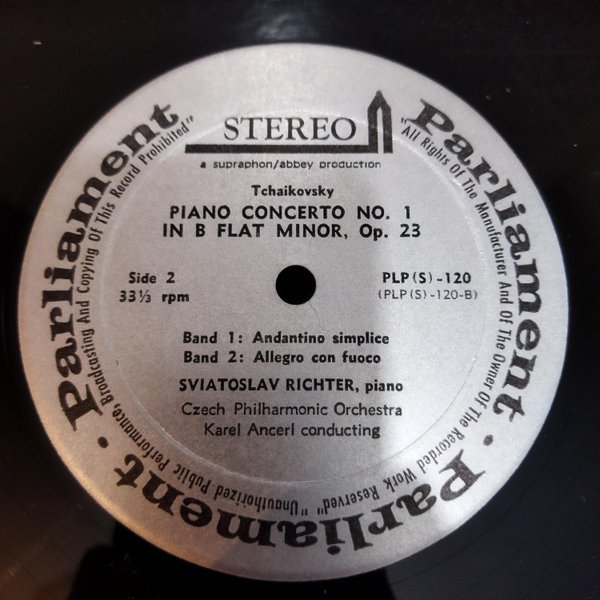 STEREO
a supraphon/abbey production
Tchaikovsky
PIANO CONCERTO NO. 1
IN B FLAT MINOR, Op. 23
Side 2
33⅓ rpm
PLP(S)-120
(PLP(S)-120-B)
Band 1: Andantino simplice
Band 2: Allegro con fuoco
SVIATOSLAV RICHTER, piano
Czech Philharmonic Orchestra
Karel Ancerl conducting
Parliament • Parliament • Parliament
"All Rights Of The Manufacturer And Of The Owner Of The Recorded Work Reserved" "Unauthorized Public Performance, Broadcasting And Copying Of This Record Prohibited"